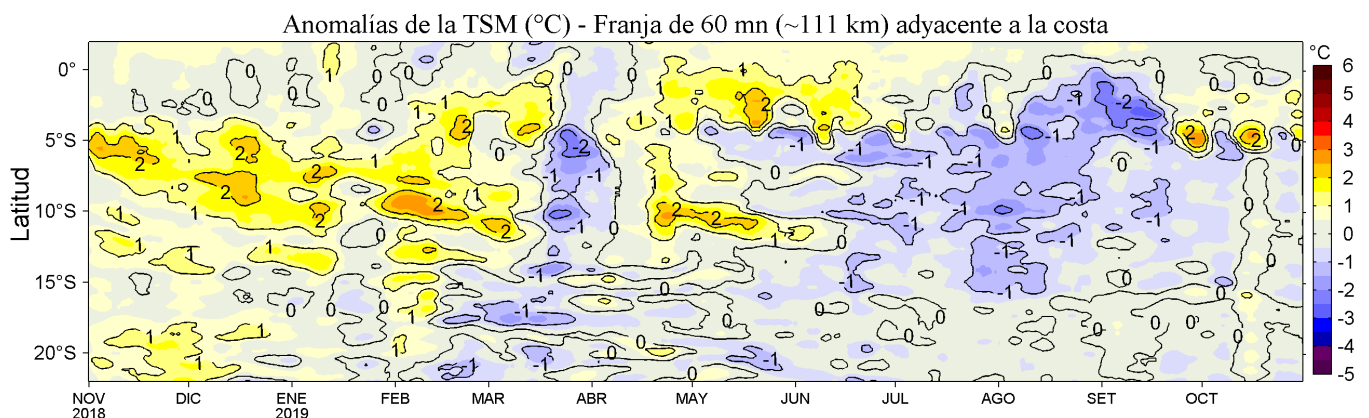 Anomalías de la TSM (°C) - Franja de 60 mn (~111 km) adyacente a la costa
°C
Latitud
0°
5°S
10°S
15°S
20°S
6
5
4
3
2
1
0
-1
-2
-3
-4
-5
NOV DIC ENE FEB MAR ABR MAY JUN JUL AGO SET OCT
2018 2019